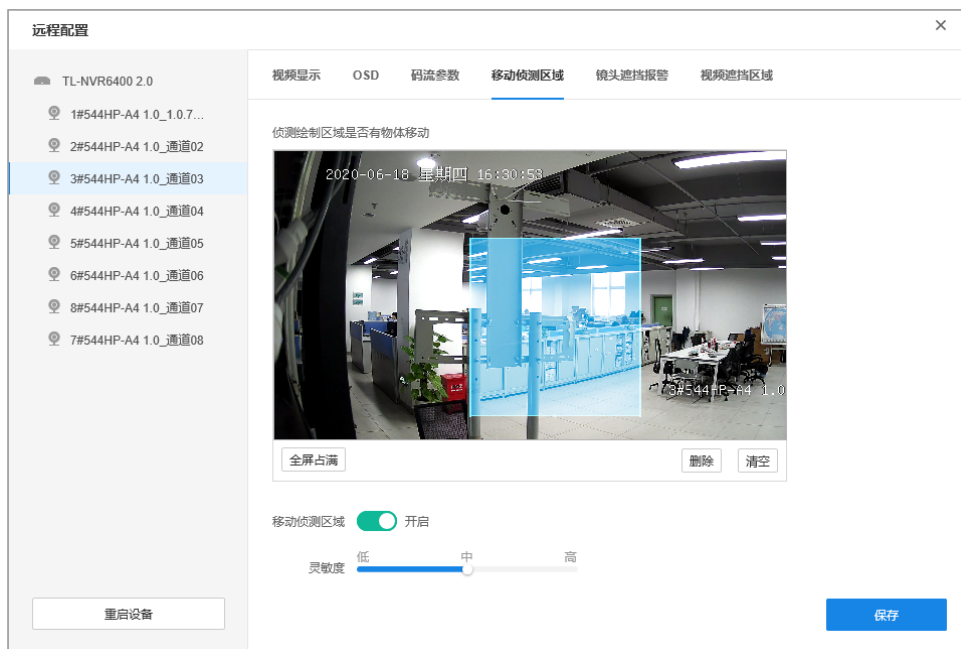 远程配置
TL-NVR6400 2.0
1#544HP-A4 1.0_1.0.7...
2#544HP-A4 1.0_通道02
3#544HP-A4 1.0_通道03
4#544HP-A4 1.0_通道04
5#544HP-A4 1.0_通道05
6#544HP-A4 1.0_通道06
8#544HP-A4 1.0_通道07
7#544HP-A4 1.0_通道08
重启设备
视频显示 OSD 码流参数 移动侦测区域 镜头遮挡报警 视频遮挡区域
侦测绘制区域是否有物体移动
2020-06-18 星期四 16:30:53
3#544HP-A4 1.0
全屏占满 删除 清空
移动侦测区域 开启
低 中 高
灵敏度
保存